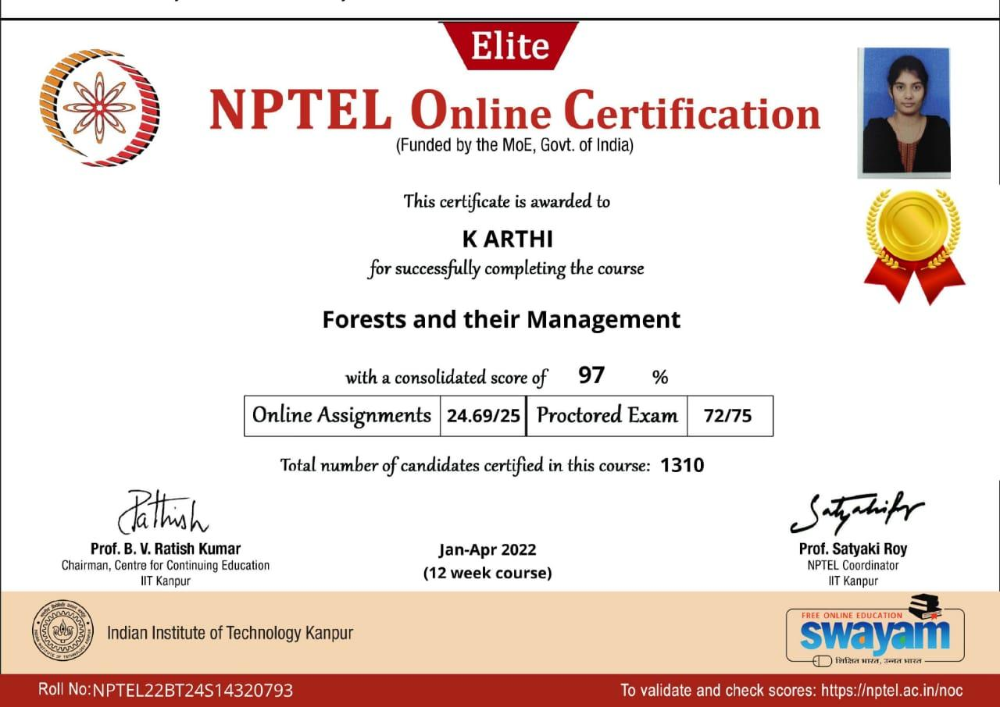 Elite
NPTEL Online Certification
(Funded by the MoE, Govt. of India)
This certificate is awarded to
K ARTHI
for successfully completing the course
Forests and their Management
with a consolidated score of 97 %
Online Assignments 24.69/25 Proctored Exam 72/75
Total number of candidates certified in this course: 1310
Prof. B. V. Ratish Kumar
Chairman, Centre for Continuing Education
IIT Kanpur
Jan-Apr 2022
(12 week course)
Prof. Satyaki Roy
NPTEL Coordinator
IIT Kanpur
Indian Institute of Technology Kanpur
FREE ONLINE EDUCATION
swayam
शिक्षित भारत, उन्नत भारत
Roll No:NPTEL22BT24S14320793
To validate and check scores: https://nptel.ac.in/noc